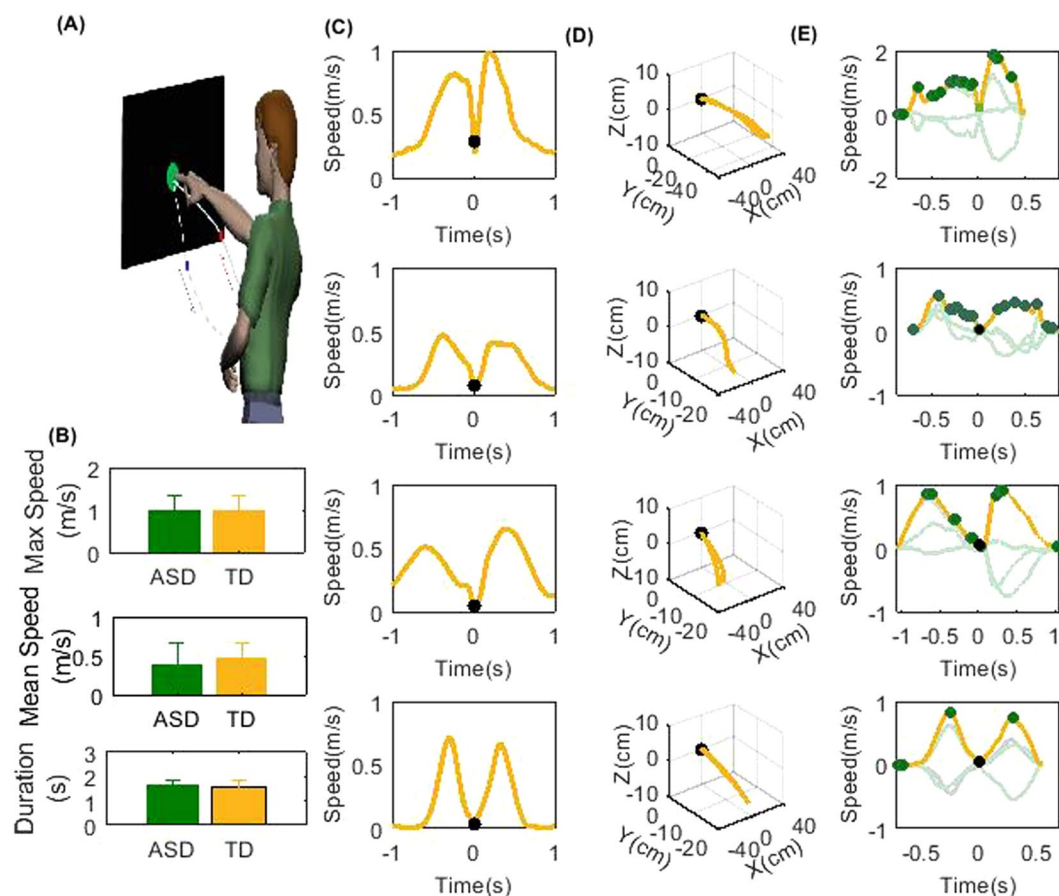 (A)
(B)
Max Speed
(m/s)
2
1
0
ASD TD
Mean Speed
(m/s)
1
0.5
0
ASD TD
Duration
(s)
3
2
1
0
ASD TD
(C)
Speed(m/s)
1
0.5
0
-1 0 1
Time(s)
Speed(m/s)
1
0.5
0
-1 0 1
Time(s)
Speed(m/s)
1
0.5
0
-1 0 1
Time(s)
Speed(m/s)
1
0.5
0
-1 0 1
Time(s)
(D)
Z(cm)
10
0
-10
0
-20
-40
Y(cm)
-40
0
40
X(cm)
Z(cm)
10
0
-10
0
-20
Y(cm)
-40
0
40
X(cm)
Z(cm)
10
0
-10
0
-20
Y(cm)
-40
0
40
X(cm)
Z(cm)
10
0
-10
0
-20
Y(cm)
-40
0
40
X(cm)
(E)
Speed(m/s)
2
0
-2
-0.5 0 0.5
Time(s)
Speed(m/s)
1
0
-1
-0.5 0 0.5
Time(s)
Speed(m/s)
1
0
-1
-1 -0.5 0 0.5 1
Time(s)
Speed(m/s)
1
0
-1
-0.5 0 0.5
Time(s)